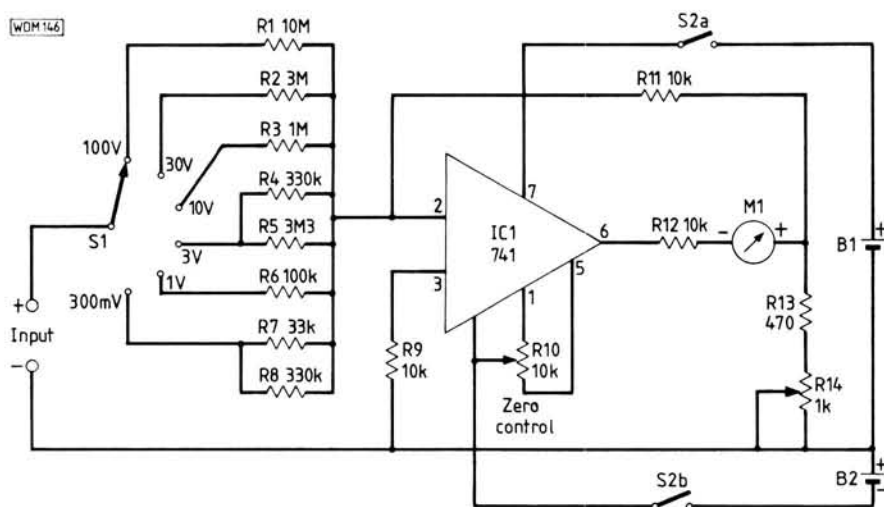 WDM146
S2a
R1 10M
R2 3M
R11 10k
R3 1M
100V
30V
R4 330k
7
10V
M1
2
R5 3M3
S1
3V
IC1
741
6
R12 10k
-
+
+
B1
1V
R6 100k
3
5
300mV
+
Input
R7 33k
1
R13
470
-
R9
10k
R10
10k
R8 330k
R14
1k
Zero
control
S2b
+
B2
-